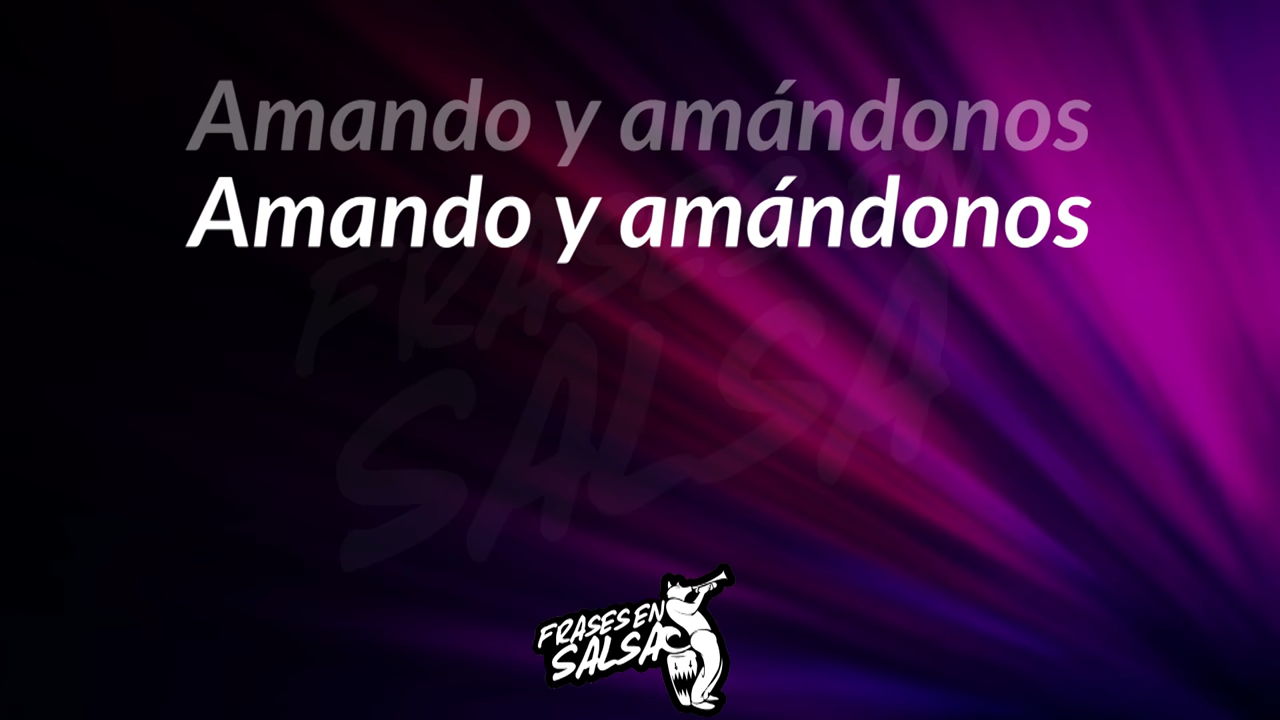 Amando y amándonos
Amando y amándonos
FRASES EN
SALSA
FRASES EN
SALSA